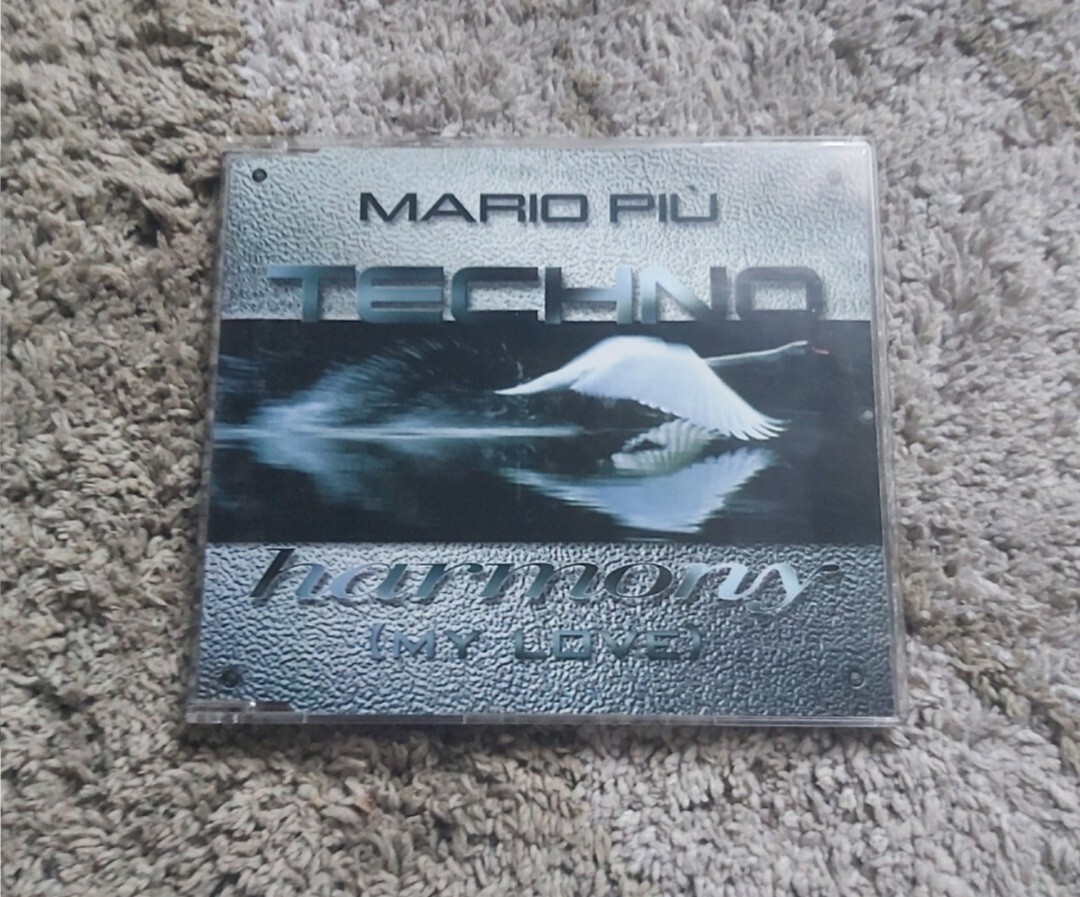 MARIO PIÙ
TECHNO
harmony
(MY LOVE)